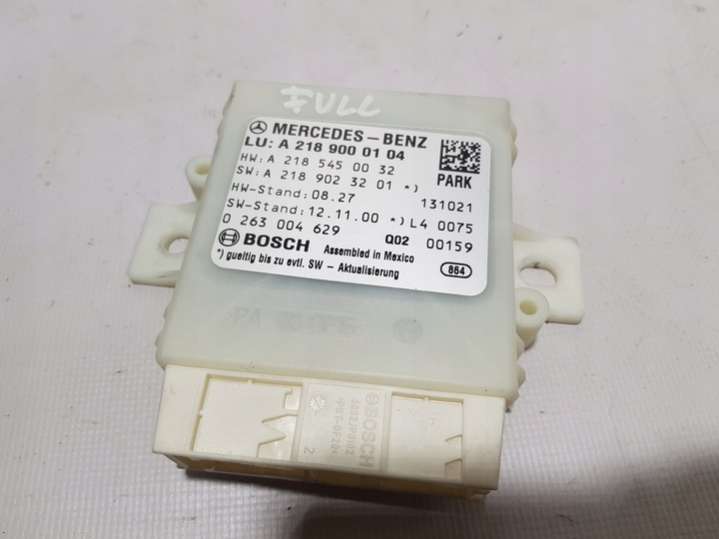 FULL
MERCEDES-BENZ
LU: A 218 900 01 04
HW: A 218 545 00 32
SW: A 218 902 32 01 *)
PARK
HW-Stand: 08.27 131021
SW-Stand: 12.11.00 *) L4 0075
0 263 004 629 Q02 00159
BOSCH Assembled in Mexico
*) gueltig bis zu evtl. SW - Aktualisierung 864
BOSCH
2